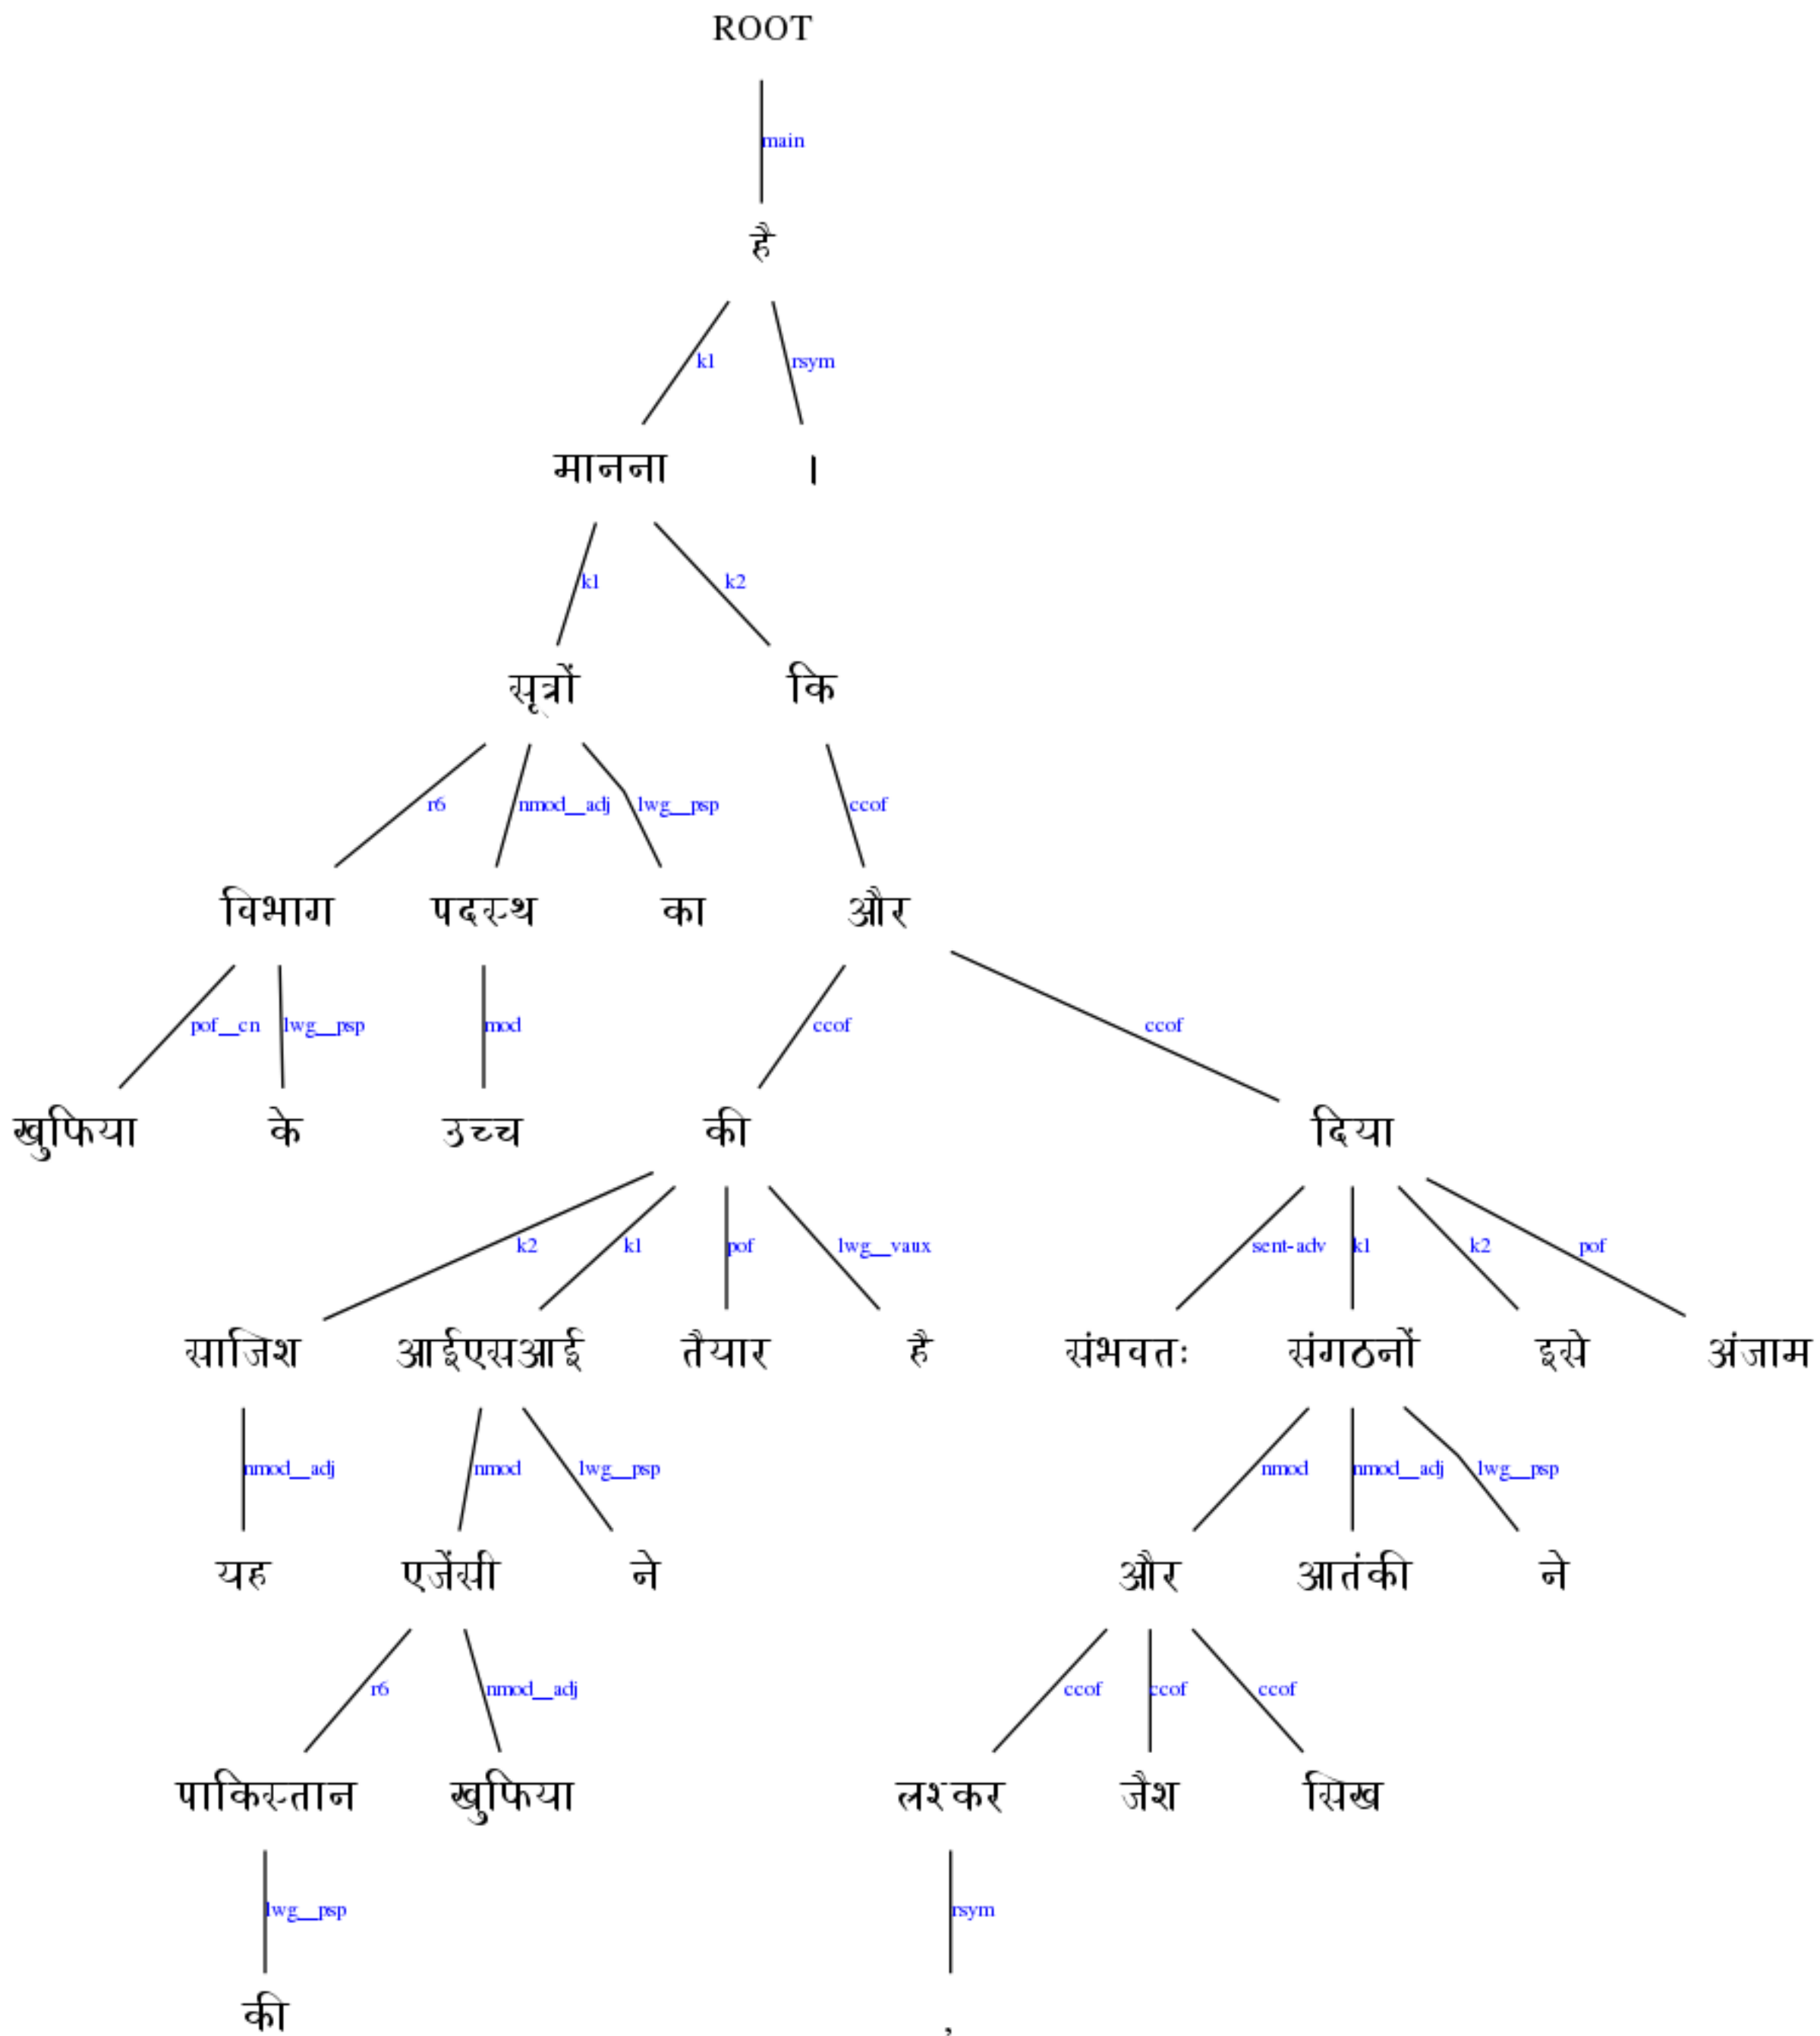 ROOT
main
है
k1 rsym
मानना ।
k1 k2
सूत्रों कि
r6 nmod__adj lwg__psp ccof
विभाग पदस्थ का और
pof__cn lwg__psp mod ccof ccof
खुफिया के उच्च की दिया
k2 k1 pof lwg__vaux sent-adv k1 k2 pof
साजिश आईएसआई तैयार है संभवतः संगठनों इसे अंजाम
nmod__adj nmod lwg__psp nmod nmod__adj lwg__psp
यह एजेंसी ने और आतंकी ने
r6 nmod__adj ccof ccof ccof
पाकिस्तान खुफिया लश्कर जैश सिख
lwg__psp rsym
की ,